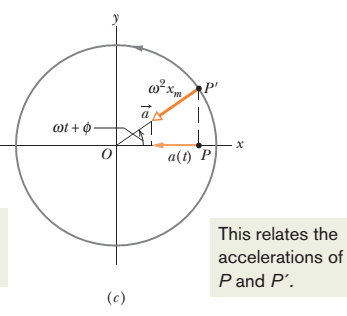 y
ω²xₘ P′
a⃗
ωt + ϕ
O a(t) P x
This relates the
accelerations of
P and P´.
(c)